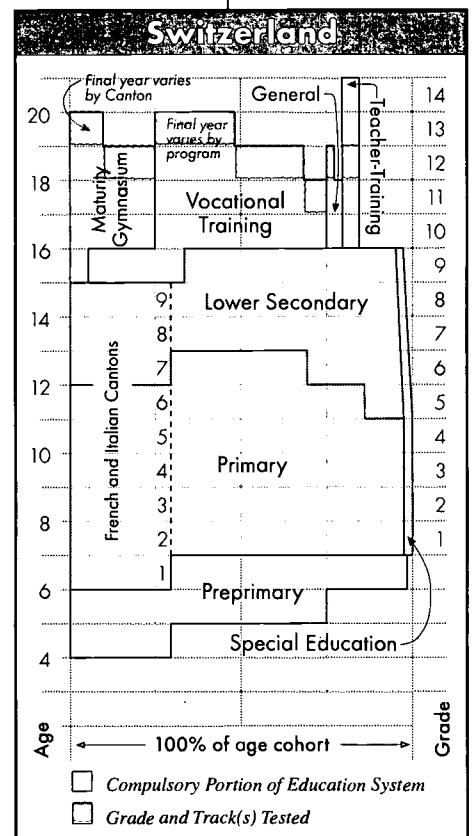 Switzerland
Final year varies
by Canton
General
Final year
varies by
program
Teacher-Training
Maturity
Gymnasium
Vocational
Training
Lower Secondary
French and Italian Cantons
Primary
Preprimary
Special Education
20
18
16
14
12
10
8
6
4
Age
9
8
7
6
5
4
3
2
1
14
13
12
11
10
9
8
7
6
5
4
3
2
1
Grade
100% of age cohort
Compulsory Portion of Education System
Grade and Track(s) Tested